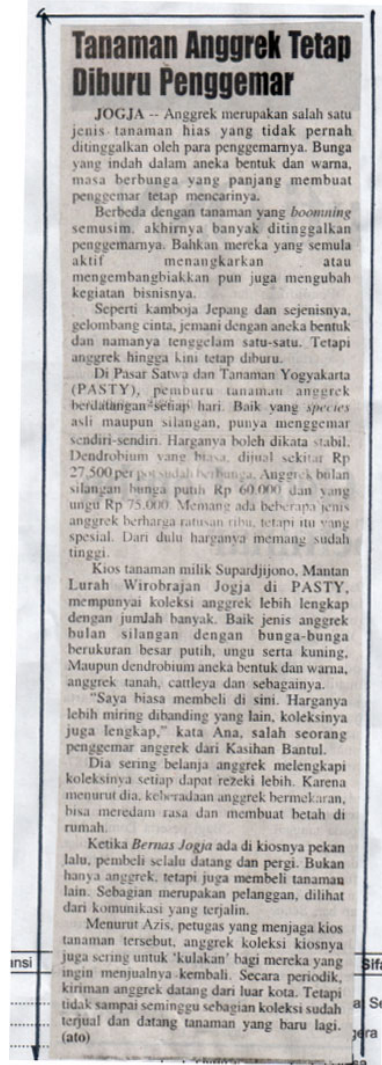 Tanaman Anggrek Tetap
Diburu Penggemar
JOGJA -- Anggrek merupakan salah satu
jenis tanaman hias yang tidak pernah
ditinggalkan oleh para penggemarnya. Bunga
yang indah dalam aneka bentuk dan warna,
masa berbunga yang panjang membuat
penggemar tetap mencarinya.
Berbeda dengan tanaman yang boomning
semusim, akhirnya banyak ditinggalkan
penggemarnya. Bahkan mereka yang semula
aktif menangkarkan atau
mengembangbiakkan pun juga mengubah
kegiatan bisnisnya.
Seperti kamboja Jepang dan sejenisnya,
gelombang cinta, jemani dengan aneka bentuk
dan namanya tenggelam satu-satu. Tetapi
anggrek hingga kini tetap diburu.
Di Pasar Satwa dan Tanaman Yogyakarta
(PASTY), pemburu tanaman anggrek
berdatangan setiap hari. Baik yang species
asli maupun silangan, punya menggemar
sendiri-sendiri. Harganya boleh dikata stabil.
Dendrobium yang biasa, dijual sekitar Rp
27.500 per pot sudah berbunga. Anggrek bulan
silangan bunga putih Rp 60.000 dan yang
ungu Rp 75.000. Memang ada beberapa jenis
anggrek berharga ratusan ribu, tetapi itu yang
spesial. Dari dulu harganya memang sudah
tinggi.
Kios tanaman milik Supardjijono, Mantan
Lurah Wirobrajan Jogja di PASTY,
mempunyai koleksi anggrek lebih lengkap
dengan jumlah banyak. Baik jenis anggrek
bulan silangan dengan bunga-bunga
berukuran besar putih, ungu serta kuning.
Maupun dendrobium aneka bentuk dan warna,
anggrek tanah, cattleya dan sebagainya.
"Saya biasa membeli di sini. Harganya
lebih miring dibanding yang lain, koleksinya
juga lengkap," kata Ana, salah seorang
penggemar anggrek dari Kasihan Bantul.
Dia sering belanja anggrek melengkapi
koleksinya setiap dapat rezeki lebih. Karena
menurut dia, keberadaan anggrek bermekaran,
bisa meredam rasa dan membuat betah di
rumah.
Ketika Bernas Jogja ada di kiosnya pekan
lalu, pembeli selalu datang dan pergi. Bukan
hanya anggrek, tetapi juga membeli tanaman
lain. Sebagian merupakan pelanggan, dilihat
dari komunikasi yang terjalin.
Menurut Azis, petugas yang menjaga kios
tanaman tersebut, anggrek koleksi kiosnya
juga sering untuk 'kulakan' bagi mereka yang
ingin menjualnya kembali. Secara periodik,
kiriman anggrek datang dari luar kota. Tetapi
tidak sampai seminggu sebagian koleksi sudah
terjual dan datang tanaman yang baru lagi.
(ato)